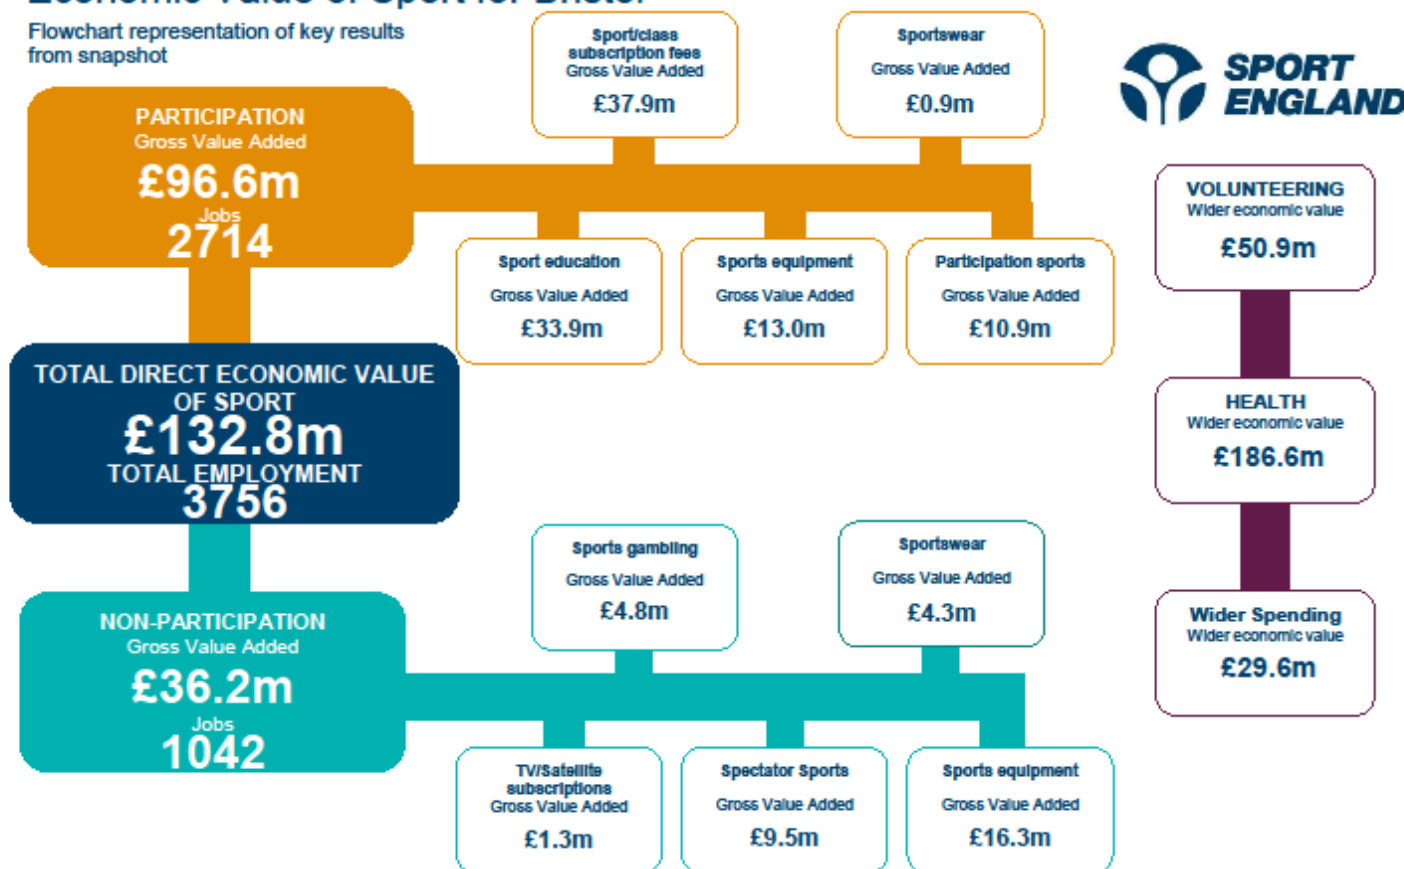 Economic Value of Sport for Bristol
Flowchart representation of key results
from snapshot
Sport/class
subscription fees
Gross Value Added
£37.9m
Sportswear
Gross Value Added
£0.9m
SPORT
ENGLAND
PARTICIPATION
Gross Value Added
£96.6m
Jobs
2714
VOLUNTEERING
Wider economic value
£50.9m
Sport education
Gross Value Added
£33.9m
Sports equipment
Gross Value Added
£13.0m
Participation sports
Gross Value Added
£10.9m
TOTAL DIRECT ECONOMIC VALUE
OF SPORT
£132.8m
TOTAL EMPLOYMENT
3756
HEALTH
Wider economic value
£186.6m
Sports gambling
Gross Value Added
£4.8m
Sportswear
Gross Value Added
£4.3m
NON-PARTICIPATION
Gross Value Added
£36.2m
Jobs
1042
Wider Spending
Wider economic value
£29.6m
TV/Satellite
subscriptions
Gross Value Added
£1.3m
Spectator Sports
Gross Value Added
£9.5m
Sports equipment
Gross Value Added
£16.3m